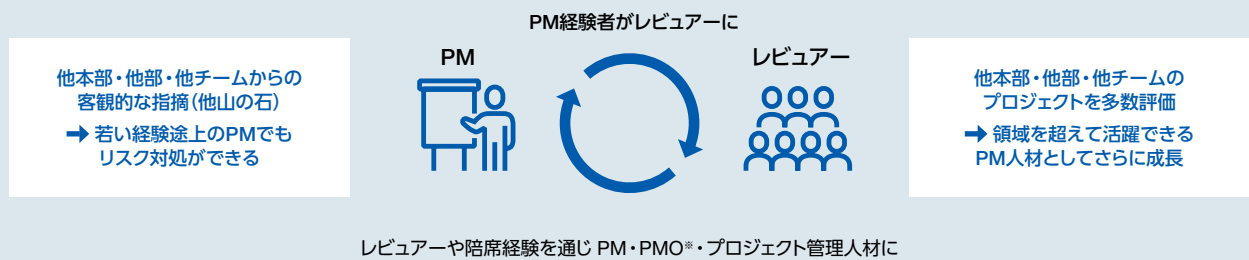 PM経験者がレビュアーに
PM
レビュアー
他本部・他部・他チームからの
客観的な指摘(他山の石)
➡ 若い経験途上のPMでも
リスク対処ができる
他本部・他部・他チームの
プロジェクトを多数評価
➡ 領域を超えて活躍できる
PM人材としてさらに成長
レビュアーや陪席経験を通じ PM・PMO※・プロジェクト管理人材に